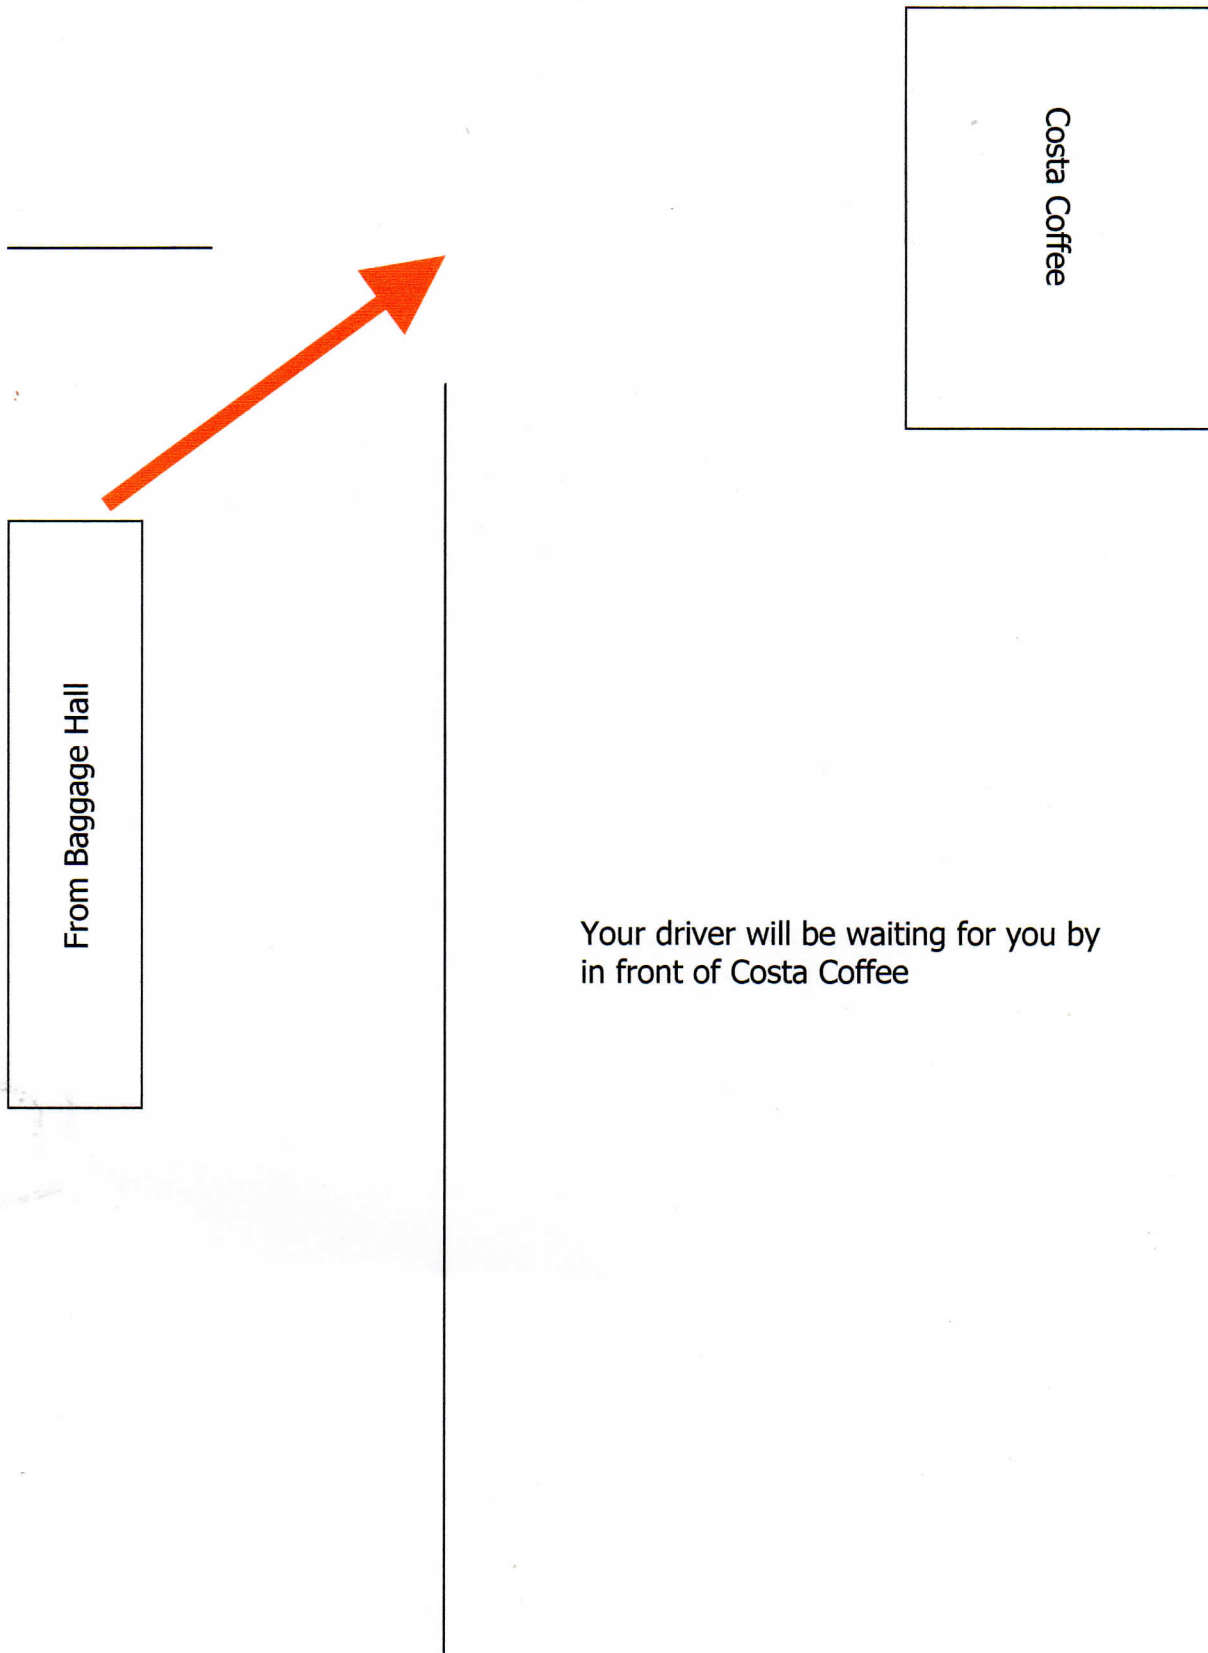 Costa Coffee
From Baggage Hall
Your driver will be waiting for you by
in front of Costa Coffee